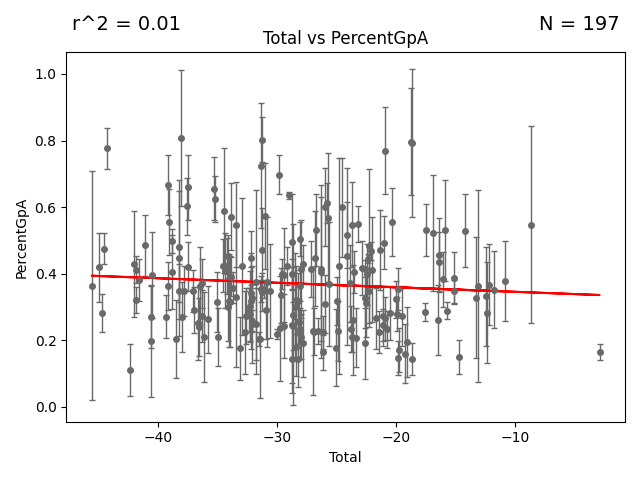 r^2 = 0.01
N = 197
Total vs PercentGpA
1.0
0.8
0.6
0.4
0.2
0.0
PercentGpA
−40
−30
−20
−10
Total